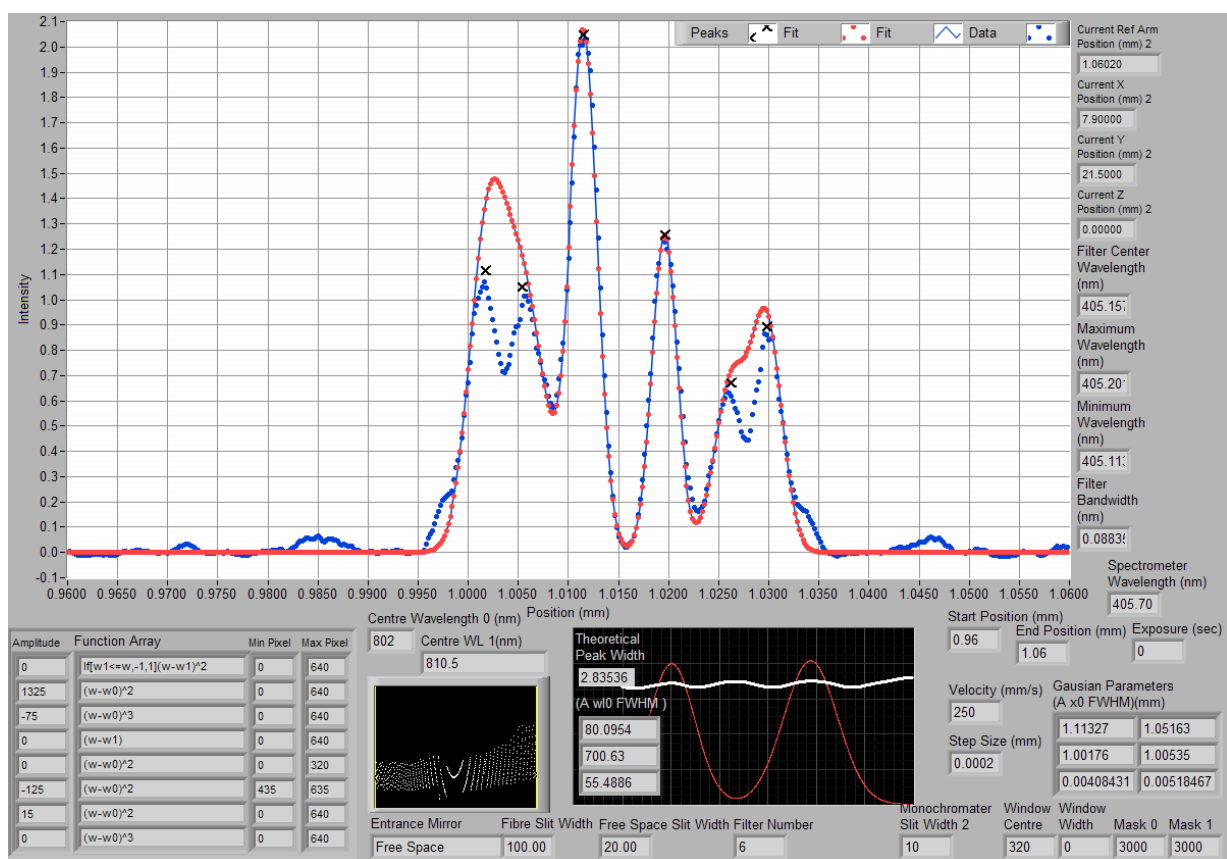 Peaks Fit Fit Data
2.1
2.0
1.9
1.8
1.7
1.6
1.5
1.4
1.3
1.2
1.1
1.0
0.9
0.8
0.7
0.6
0.5
0.4
0.3
0.2
0.1
0.0
-0.1
Intensity
0.9600 0.9650 0.9700 0.9750 0.9800 0.9850 0.9900 0.9950 1.0000 1.0050 1.0100 1.0150 1.0200 1.0250 1.0300 1.0350 1.0400 1.0450 1.0500 1.0550 1.0600
Position (mm)
Current Ref Arm
Position (mm) 2
1.06020
Current X
Position (mm) 2
7.90000
Current Y
Position (mm) 2
21.5000
Current Z
Position (mm) 2
0.00000
Filter Center
Wavelength
(nm)
405.15
Maximum
Wavelength
(nm)
405.20
Minimum
Wavelength
(nm)
405.11
Filter
Bandwidth
(nm)
0.0883
Spectrometer
Wavelength (nm)
405.70
Amplitude Function Array Min Pixel Max Pixel
0 If[w1<=w,-1,1](w-w1)^2 0 640
1325 (w-w0)^2 0 640
-75 (w-w0)^3 0 640
0 (w-w1) 0 640
0 (w-w0)^2 0 320
-125 (w-w0)^2 435 635
15 (w-w0)^2 0 640
0 (w-w0)^3 0 640
Centre Wavelength 0 (nm)
802
Centre WL 1(nm)
810.5
Theoretical
Peak Width
2.83536
(A wl0 FWHM )
80.0954
700.63
55.4886
Start Position (mm)
0.96
End Position (mm)
1.06
Exposure (sec)
0
Velocity (mm/s)
250
Step Size (mm)
0.0002
Gausian Parameters
(A x0 FWHM)(mm)
1.11327 1.05163
1.00176 1.00535
0.00408431 0.00518467
Entrance Mirror
Free Space
Fibre Slit Width
100.00
Free Space Slit Width
20.00
Filter Number
6
Monochromater
Slit Width 2
10
Window
Centre
320
Window
Width
0
Mask 0
3000
Mask 1
3000